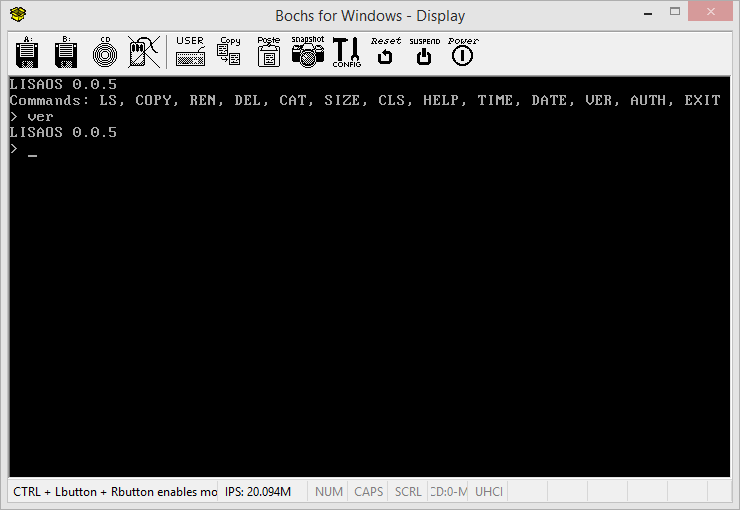 Bochs for Windows - Display
A: B: CD USER Copy Paste snapshot CONFIG Reset SUSPEND Power
LISAOS 0.0.5
Commands: LS, COPY, REN, DEL, CAT, SIZE, CLS, HELP, TIME, DATE, VER, AUTH, EXIT
> ver
LISAOS 0.0.5
> _
CTRL + Lbutton + Rbutton enables mo IPS: 20.094M NUM CAPS SCRL CD:0-M UHCI